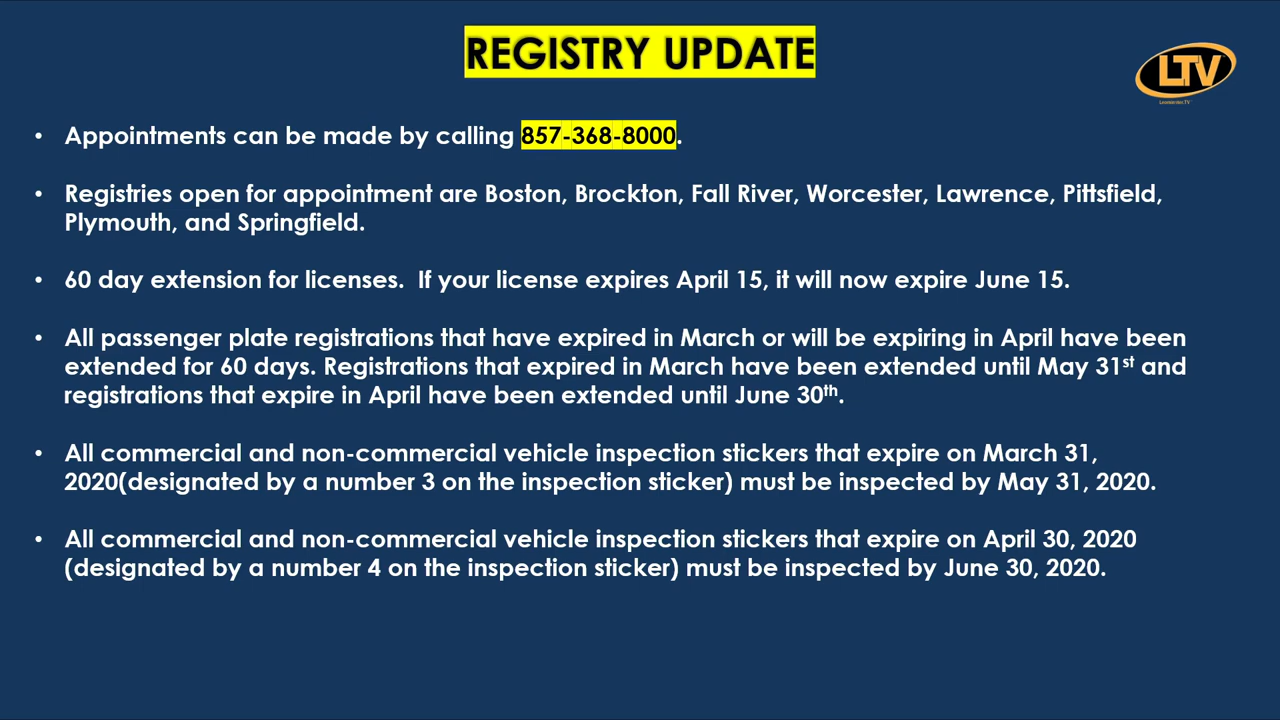 REGISTRY UPDATE
LTV
• Appointments can be made by calling 857-368-8000.
• Registries open for appointment are Boston, Brockton, Fall River, Worcester, Lawrence, Pittsfield,
Plymouth, and Springfield.
• 60 day extension for licenses.  If your license expires April 15, it will now expire June 15.
• All passenger plate registrations that have expired in March or will be expiring in April have been
extended for 60 days. Registrations that expired in March have been extended until May 31st and
registrations that expire in April have been extended until June 30th.
• All commercial and non-commercial vehicle inspection stickers that expire on March 31,
2020(designated by a number 3 on the inspection sticker) must be inspected by May 31, 2020.
• All commercial and non-commercial vehicle inspection stickers that expire on April 30, 2020
(designated by a number 4 on the inspection sticker) must be inspected by June 30, 2020.